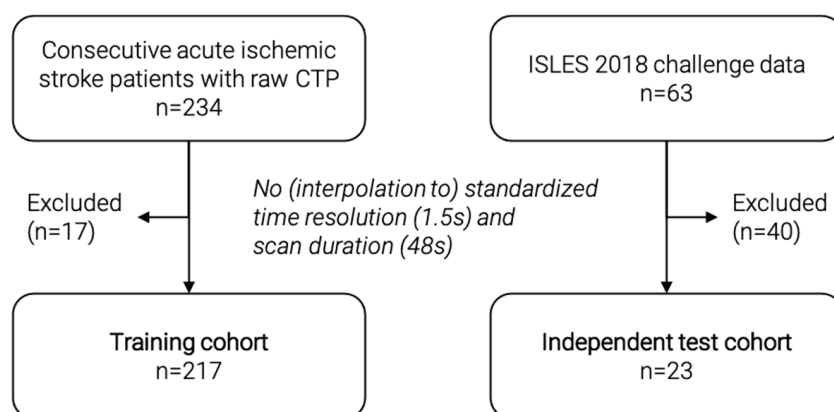 Consecutive acute ischemic
stroke patients with raw CTP
n=234
ISLES 2018 challenge data
n=63
Excluded
(n=17)
No (interpolation to) standardized
time resolution (1.5s) and
scan duration (48s)
Excluded
(n=40)
Training cohort
n=217
Independent test cohort
n=23